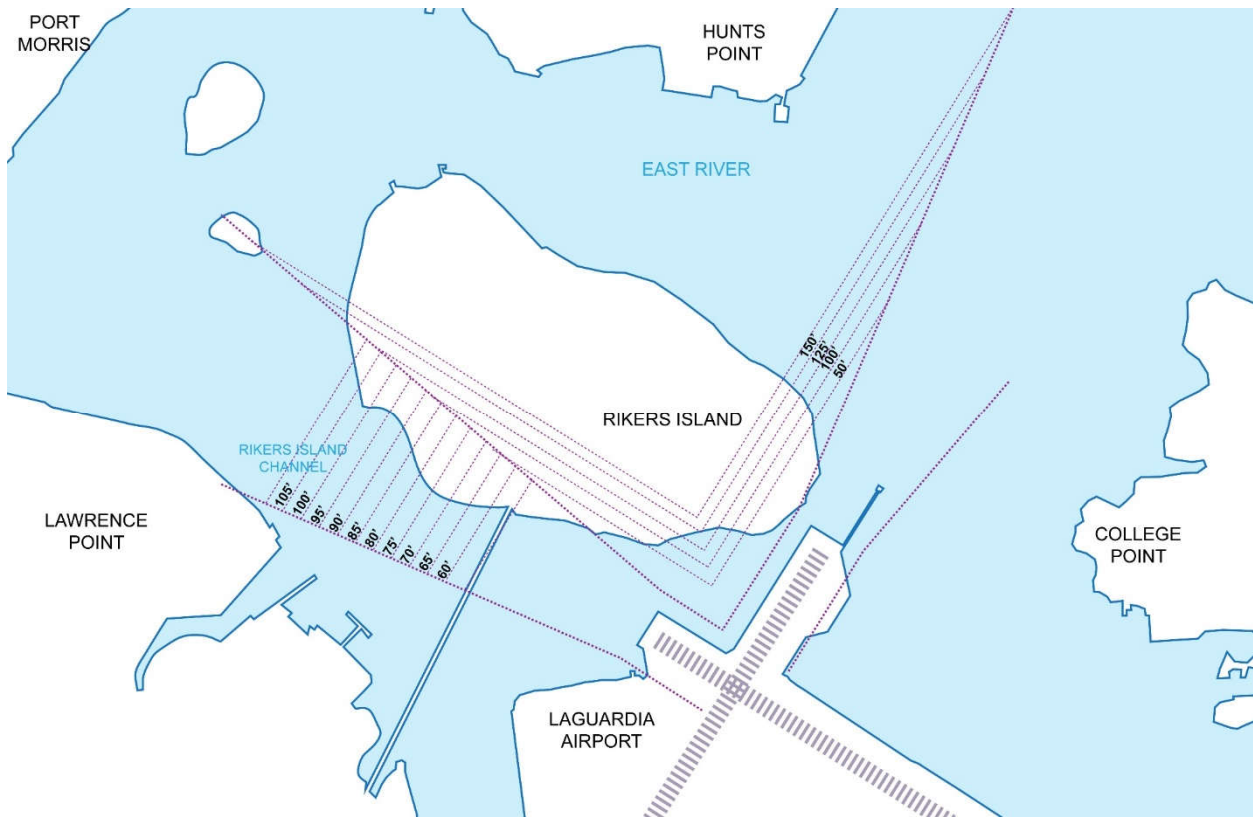 PORT
MORRIS
HUNTS
POINT
EAST RIVER
150'
125'
100'
50'
RIKERS ISLAND
RIKERS ISLAND
CHANNEL
105'
100'
95'
90'
85'
80'
75'
70'
65'
60'
LAWRENCE
POINT
COLLEGE
POINT
LAGUARDIA
AIRPORT